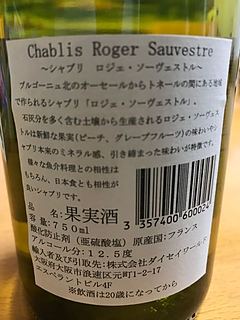 Chablis Roger Sauvestre
～シャブリ　ロジェ・ソーヴェストル～
ブルゴーニュ北のオーセールからトネールの間にある地域
で作られるシャブリ「ロジェ・ソーヴェストル」。
石灰分を多く含む土壌から生産されるロジェ・ソーヴェス
トルは新鮮な果実(ピーチ、グレープフルーツ)の味わいやシャ
ブリ本来のミネラル感、引き締まった味わいが特徴です。
様々な魚介料理との相性は
もちろん、日本食とも相性が
良いシャブリです。
果実酒
容量:750ml
酸化防止剤(亜硫酸塩) 原産国:フランス
アルコール分:12.5度
輸入者及び引取先:株式会社ダイセイワールド
大阪府大阪市浪速区元町1-2-17
エスペラントビル4F
※飲酒は20歳になってから
3 357400 600024